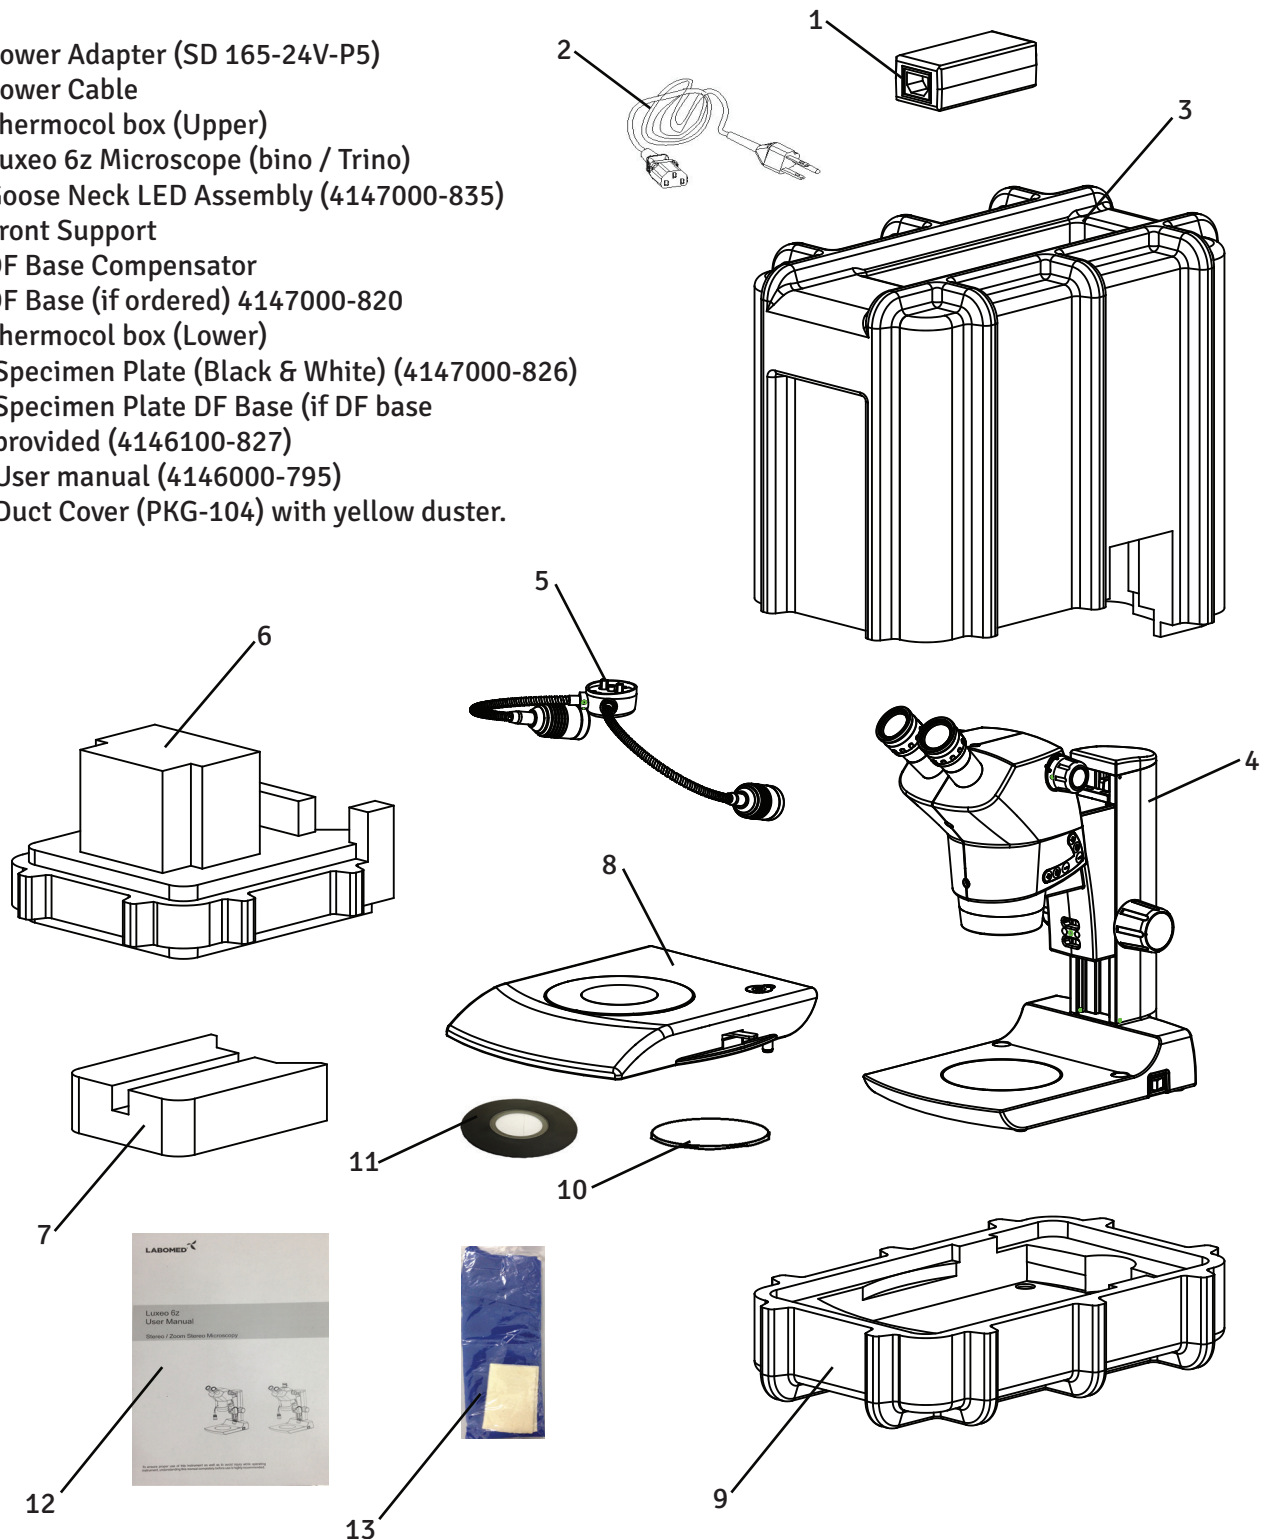 ower Adapter (SD 165-24V-P5)
ower Cable
hermocol box (Upper)
uxeo 6z Microscope (bino / Trino)
oose Neck LED Assembly (4147000-835)
ront Support
F Base Compensator
F Base (if ordered) 4147000-820
hermocol box (Lower)
Specimen Plate (Black & White) (4147000-826)
Specimen Plate DF Base (if DF base
provided (4146100-827)
User manual (4146000-795)
Duct Cover (PKG-104) with yellow duster.
1
2
3
5
6
4
8
11
10
7
LABOMED
Luxeo 6z
User Manual
Stereo / Zoom Stereo Microscopy
12
13
9